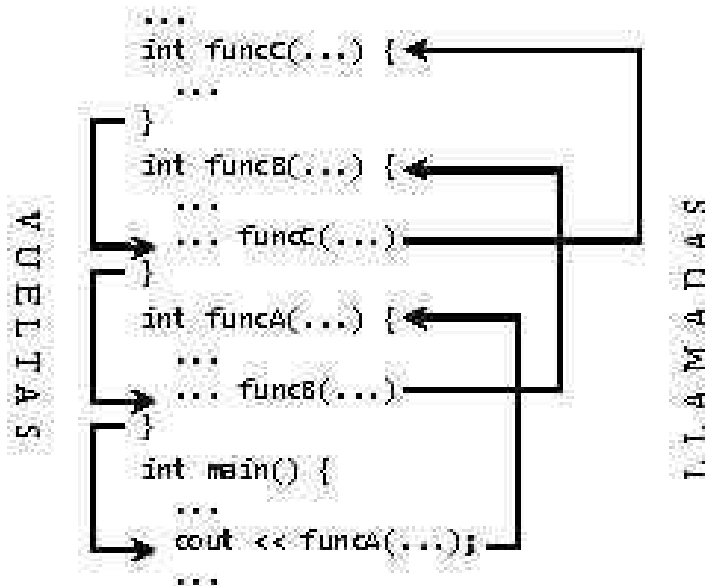 ...
int funcC(...) {
...
}
int funcB(...) {
...
... funcC(...)
}
int funcA(...) {
...
... funcB(...)
}
int main() {
...
cout << funcA(...);
...
VUELTAS
LLAMADAS